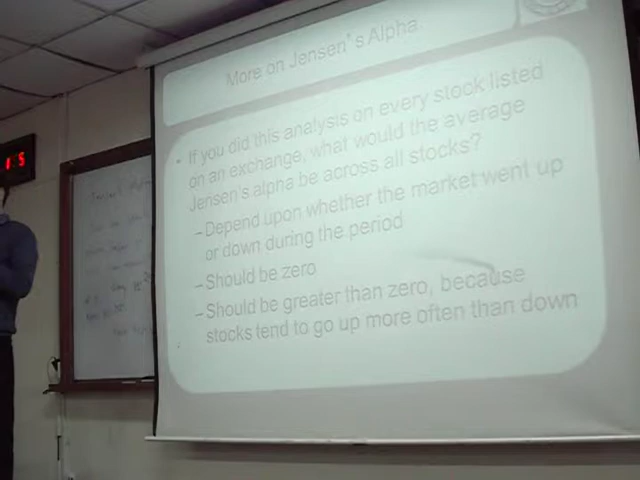 More on Jensen's Alpha
• If you did this analysis on every stock listed
on an exchange, what would the average
Jensen's alpha be across all stocks?
– Depend upon whether the market went up
or down during the period
– Should be zero
– Should be greater than zero, because
stocks tend to go up more often than down